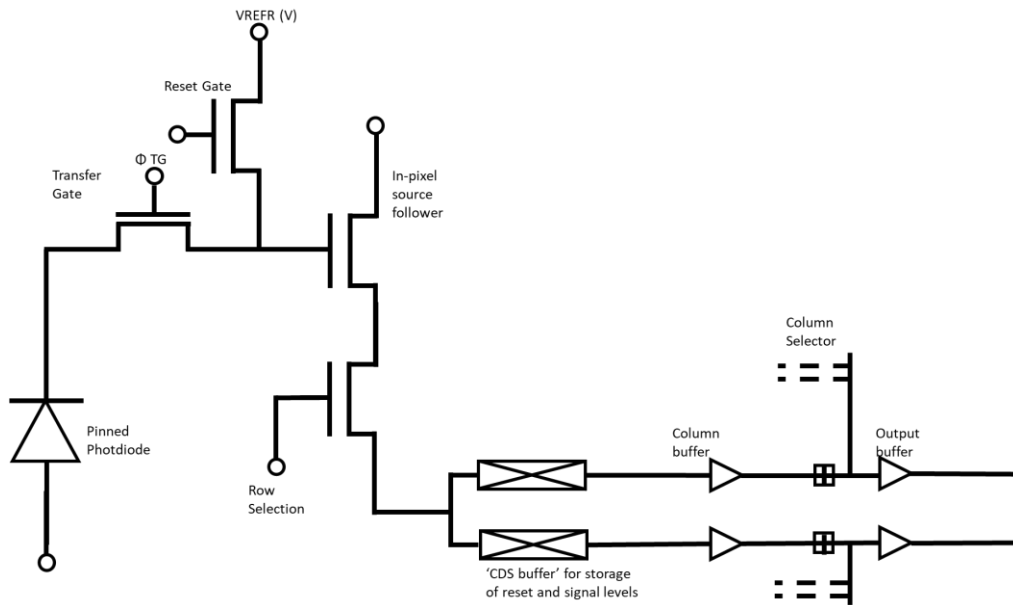 VREFR (V)
Reset Gate
Φ TG
Transfer
Gate
In-pixel
source
follower
Column
Selector
Pinned
Photdiode
Column
buffer
Output
buffer
Row
Selection
‘CDS buffer’ for storage
of reset and signal levels